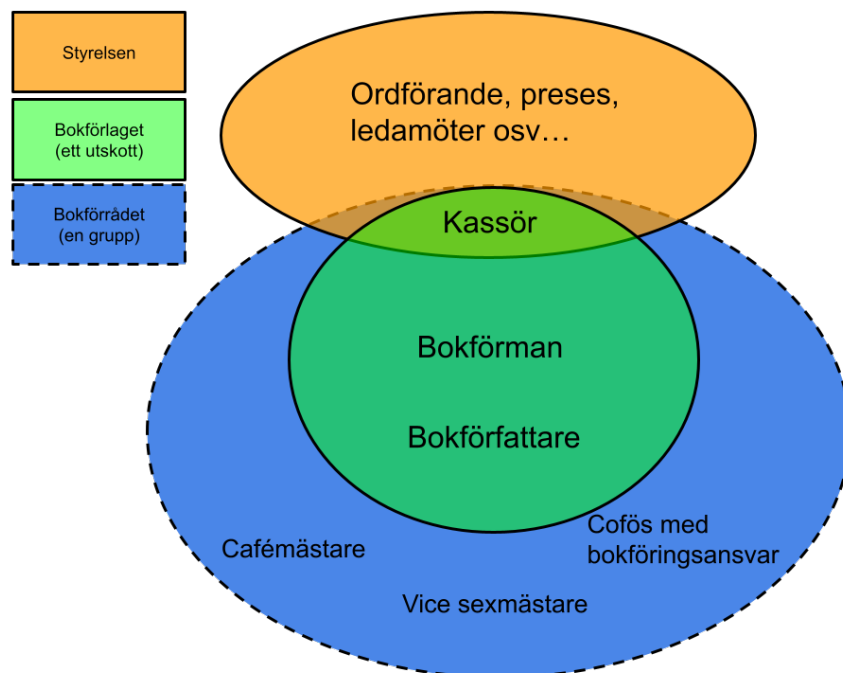 Styrelsen
Bokförlaget
(ett utskott)
Bokförrådet
(en grupp)
Ordförande, preses,
ledamöter osv…
Kassör
Bokförman
Bokförfattare
Cafémästare
Cofös med
bokföringsansvar
Vice sexmästare